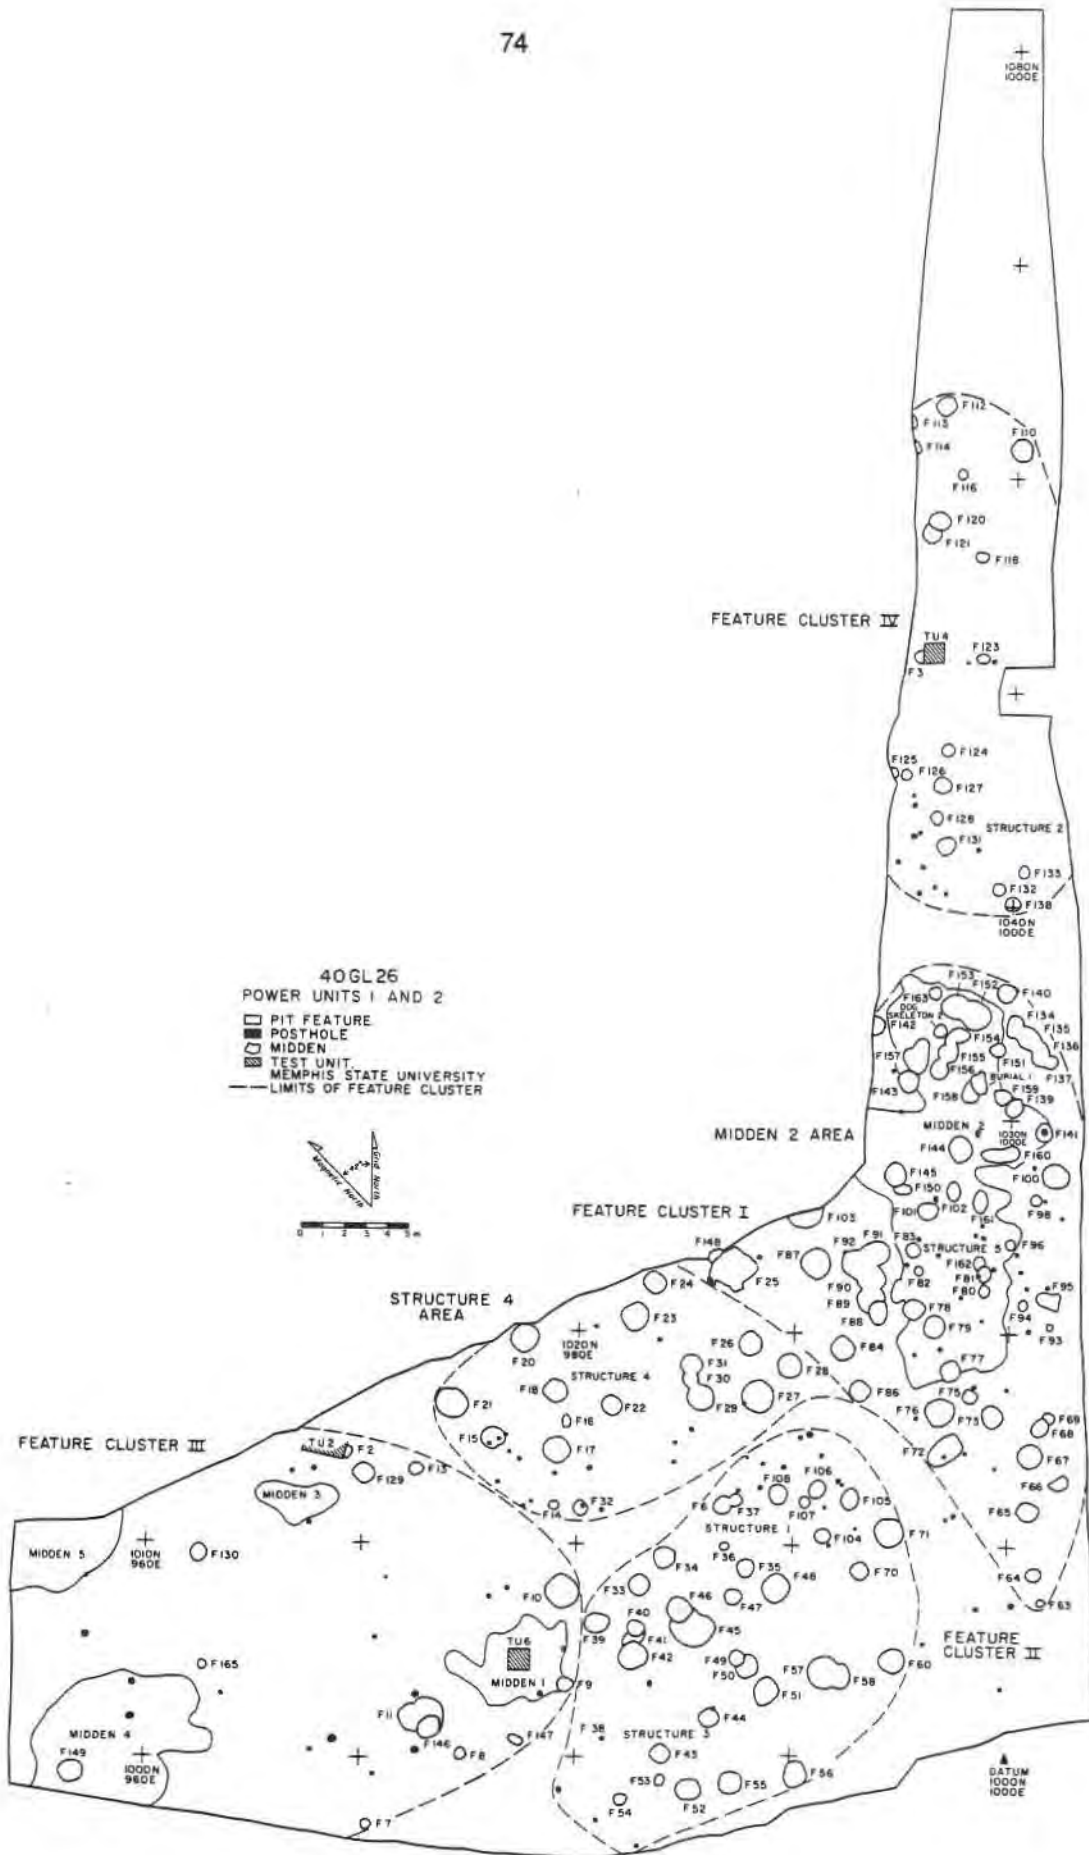 74
1080N
1000E
F112
F113
F110
F114
F116
F120
F121
F118
FEATURE CLUSTER IV
TU4
F123
F3
F124
F125
F126
F127
F128
STRUCTURE 2
F131
F133
F132
F138
1040N
1000E
40GL26
POWER UNITS 1 AND 2
PIT FEATURE
POSTHOLE
MIDDEN
TEST UNIT,
MEMPHIS STATE UNIVERSITY
LIMITS OF FEATURE CLUSTER
Magnetic North
Grid North
0 1 2 3 4 5m
F153
F152
F163
F140
DOG
SKELETON 2
F134
F142
F135
F154
F136
F157
F155
F151
F156
F137
BURIAL 1
F143
F158
F159
F139
MIDDEN 2 AREA
MIDDEN 2
1030N
1000E
F141
F144
F160
F145
F100
F150
F101
F102
F161
F98
FEATURE CLUSTER I
F103
F148
F87
F92
F91
F83
STRUCTURE 5
F96
F24
F25
F90
F82
F162
F81
F80
F95
STRUCTURE 4
AREA
F89
F88
F78
F94
F23
F79
F93
F20
1020N
980E
F26
F84
F31
F28
F77
F18
STRUCTURE 4
F30
F86
F75
F21
F16
F22
F29
F27
F76
F73
F69
F68
FEATURE CLUSTER III
TU2
F2
F15
F17
F72
F67
F129
F13
F66
MIDDEN 3
F108
F106
F14
F32
F6
F37
F107
F105
F65
MIDDEN 5
1010N
960E
F130
STRUCTURE 1
F104
F71
F36
F34
F35
F70
F64
F10
F33
F46
F48
F63
F47
F40
F39
F45
TU6
F41
F42
FEATURE
CLUSTER II
F165
F49
F57
F60
F50
MIDDEN 1
F9
F58
F51
F11
F44
MIDDEN 4
F38
STRUCTURE 3
F146
F147
F149
F8
F43
1000N
960E
F53
F55
F56
DATUM
1000N
1000E
F52
F54
F7